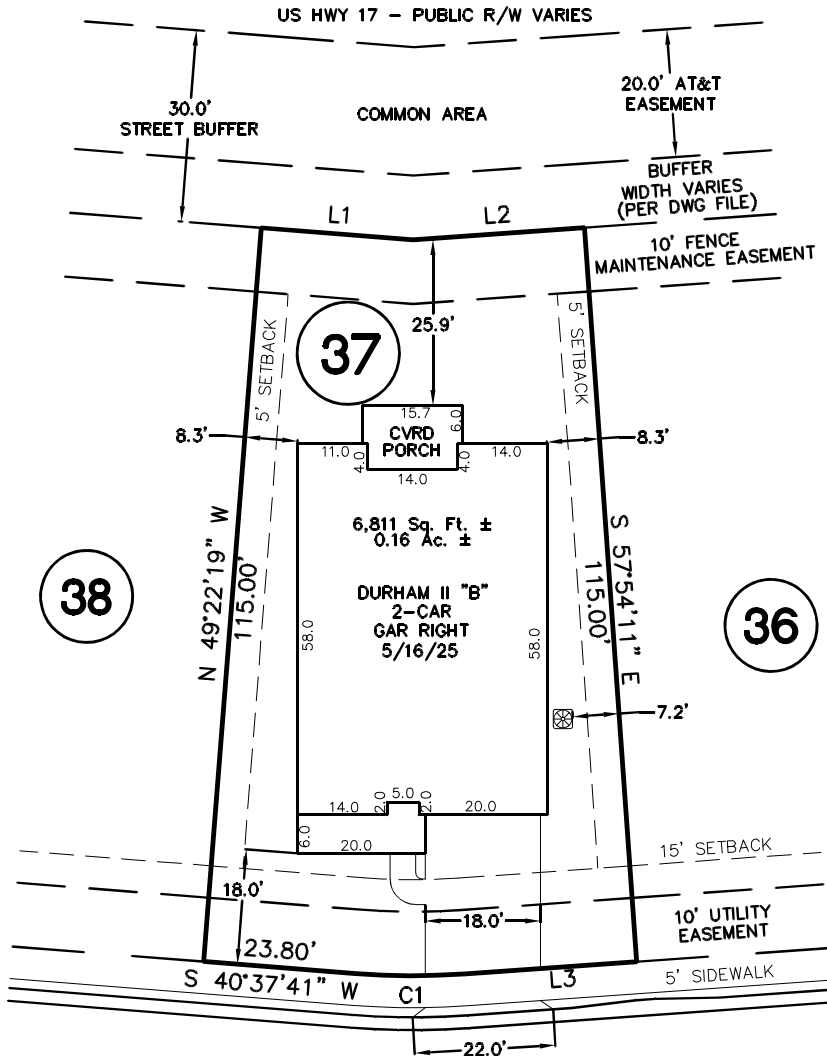 US HWY 17 - PUBLIC R/W VARIES
30.0'
STREET BUFFER
COMMON AREA
20.0' AT&T
EASEMENT
BUFFER
WIDTH VARIES
(PER DWG FILE)
L1
L2
10' FENCE
MAINTENANCE EASEMENT
5' SETBACK
37
25.9'
5' SETBACK
15.7
6.0
CVRD
PORCH
8.3'
8.3'
11.0
4.0
14.0
4.0
14.0
6,811 Sq. Ft. ±
0.16 Ac. ±
N 49°22'19" W
115.00'
S 57°54'11" E
115.00'
38
DURHAM II "B"
2-CAR
GAR RIGHT
5/16/25
58.0
58.0
36
7.2'
14.0
2.0
5.0
2.0
20.0
6.0
20.0
15' SETBACK
18.0'
18.0'
10' UTILITY
EASEMENT
23.80'
S 40°37'41" W
C1
L3
5' SIDEWALK
22.0'